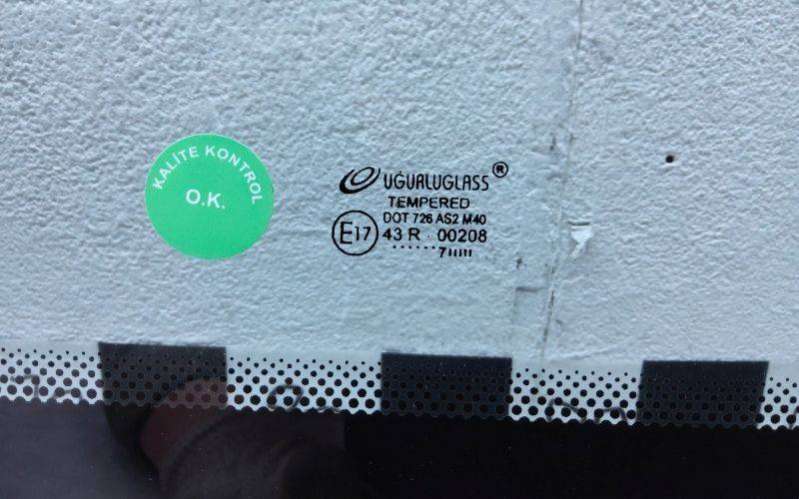 KALİTE KONTROL
O.K.
UĞURLUGLASS®
TEMPERED
DOT 726 AS2 M40
E17 43 R 00208